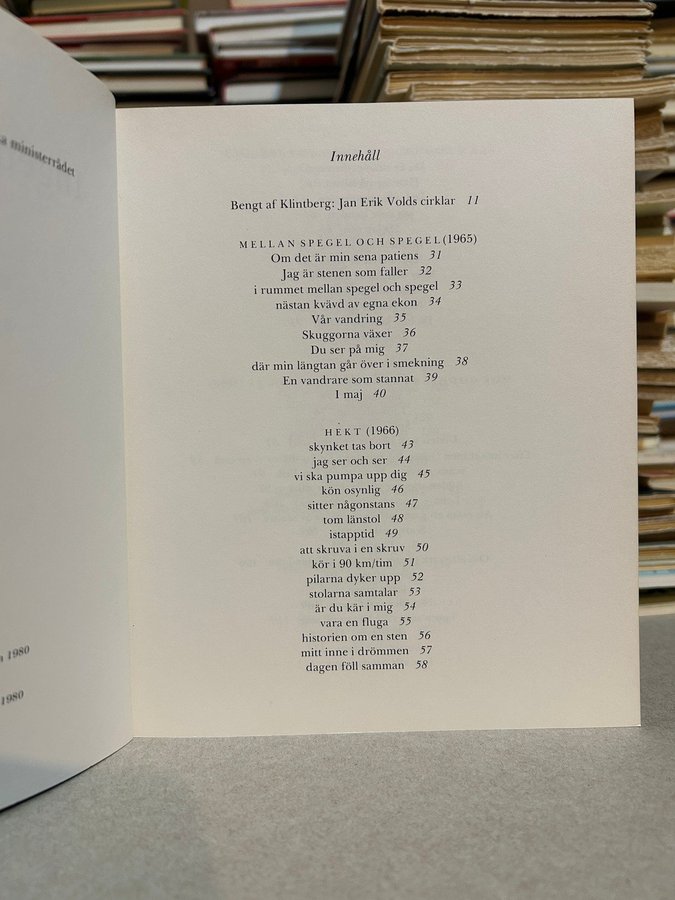 ministerrådet
1980
1980
Innehåll
Bengt af Klintberg: Jan Erik Volds cirklar 11
MELLAN SPEGEL OCH SPEGEL (1965)
Om det är min sena patiens 31
Jag är stenen som faller 32
i rummet mellan spegel och spegel 33
nästan kvävd av egna ekon 34
Vår vandring 35
Skuggorna växer 36
Du ser på mig 37
där min längtan går över i smekning 38
En vandrare som stannat 39
I maj 40
HEKT (1966)
skynket tas bort 43
jag ser och ser 44
vi ska pumpa upp dig 45
kön osynlig 46
sitter någonstans 47
tom länstol 48
istapptid 49
att skruva i en skruv 50
kör i 90 km/tim 51
pilarna dyker upp 52
stolarna samtalar 53
är du kär i mig 54
vara en fluga 55
historien om en sten 56
mitt inne i drömmen 57
dagen föll samman 58